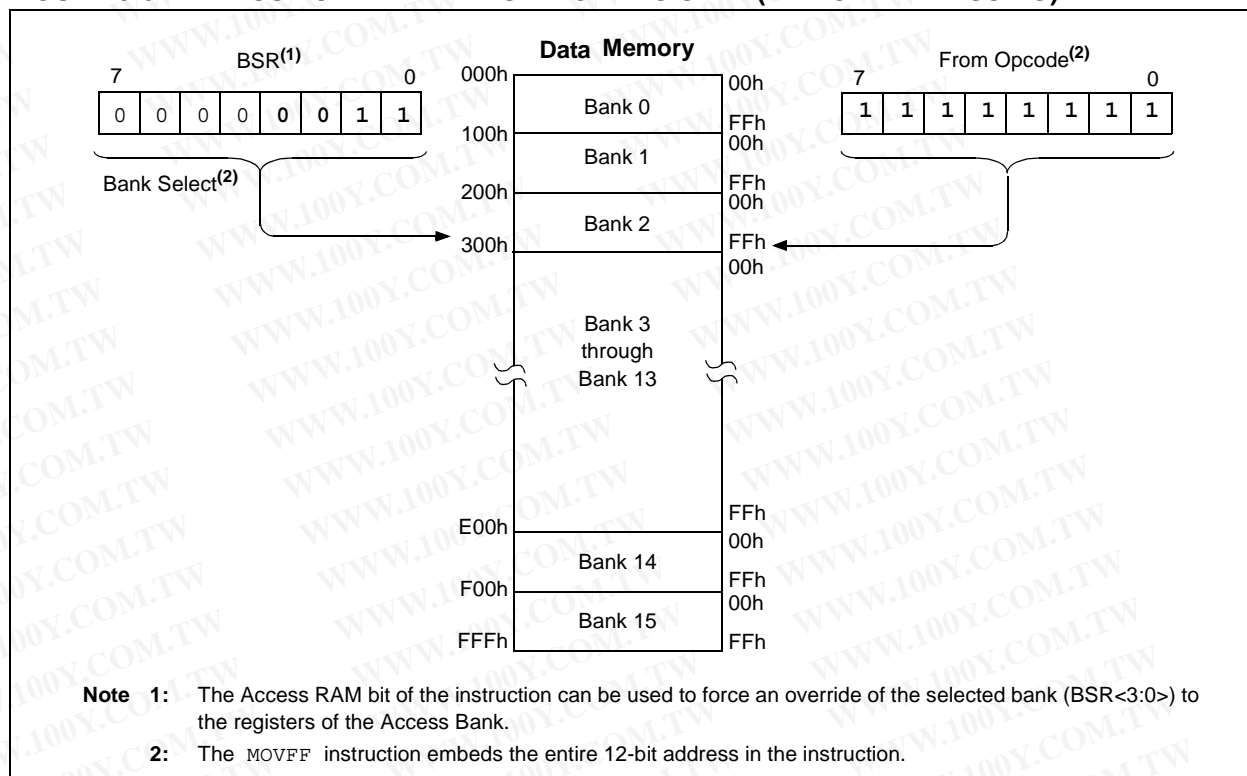 BSR(1)
7 0
0 0 0 0 0 0 1 1
Bank Select(2)
Data Memory
000h
100h
200h
300h
E00h
F00h
FFFh
Bank 0
Bank 1
Bank 2
Bank 3
through
Bank 13
Bank 14
Bank 15
00h
FFh
00h
FFh
00h
FFh
00h
FFh
00h
FFh
00h
FFh
From Opcode(2)
7 0
1 1 1 1 1 1 1 1
Note 1: The Access RAM bit of the instruction can be used to force an override of the selected bank (BSR<3:0>) to
the registers of the Access Bank.
2: The MOVFF instruction embeds the entire 12-bit address in the instruction.
WWW.100Y.COM.TW